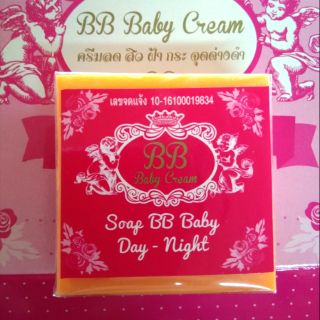 BB Baby Cream
ครีมลด สิว ฝ้า กระ จุดด่างดำ
เลขจดแจ้ง 10-16100019834
BB
Baby Cream
Soap BB Baby
Day - Night